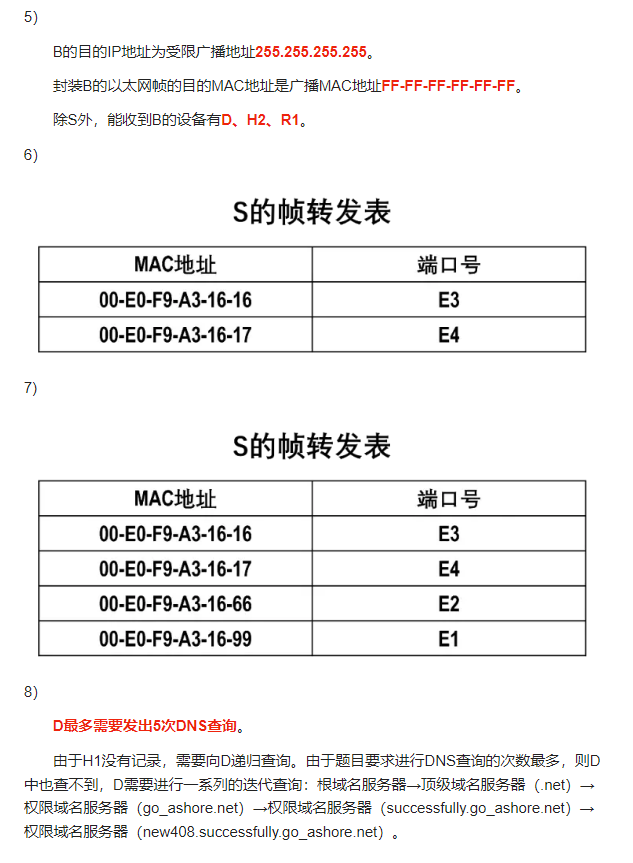 5)
B的目的IP地址为受限广播地址255.255.255.255。
封装B的以太网帧的目的MAC地址是广播MAC地址FF-FF-FF-FF-FF-FF。
除S外，能收到B的设备有D、H2、R1。
6)
S的帧转发表
MAC地址 端口号
00-E0-F9-A3-16-16 E3
00-E0-F9-A3-16-17 E4
7)
S的帧转发表
MAC地址 端口号
00-E0-F9-A3-16-16 E3
00-E0-F9-A3-16-17 E4
00-E0-F9-A3-16-66 E2
00-E0-F9-A3-16-99 E1
8)
D最多需要发出5次DNS查询。
由于H1没有记录，需要向D递归查询。由于题目要求进行DNS查询的次数最多，则D
中也查不到，D需要进行一系列的迭代查询：根域名服务器→顶级域名服务器（.net）→
权限域名服务器（go_ashore.net）→权限域名服务器（successfully.go_ashore.net）→
权限域名服务器（new408.successfully.go_ashore.net）。